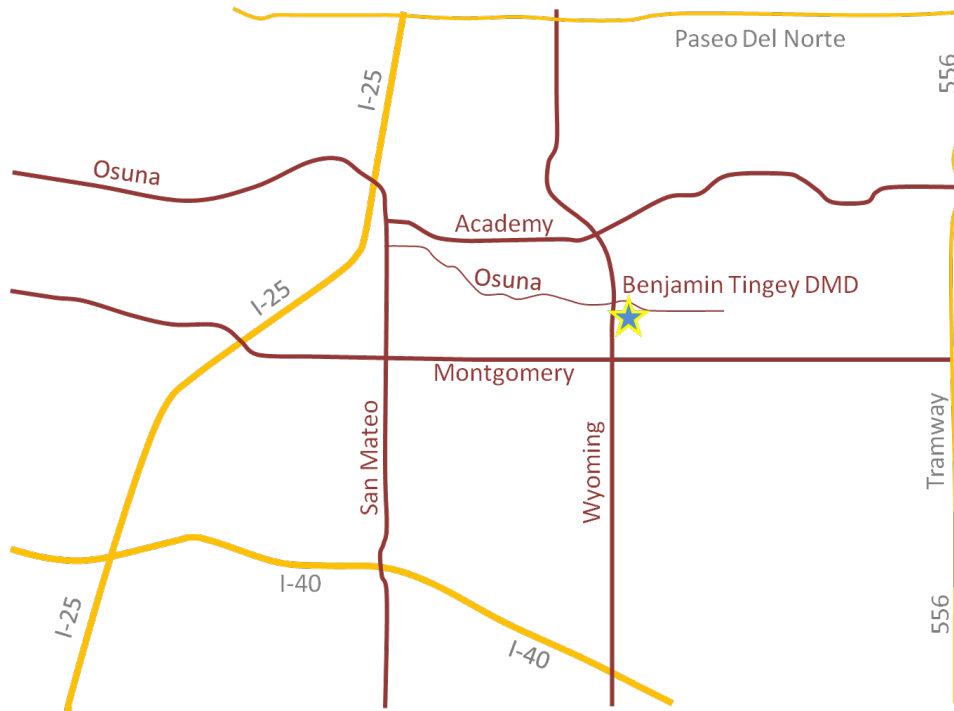 Paseo Del Norte
556
I-25
Osuna
Academy
Osuna
Benjamin Tingey DMD
I-25
Montgomery
San Mateo
Wyoming
Tramway
I-40
I-25
556
I-40